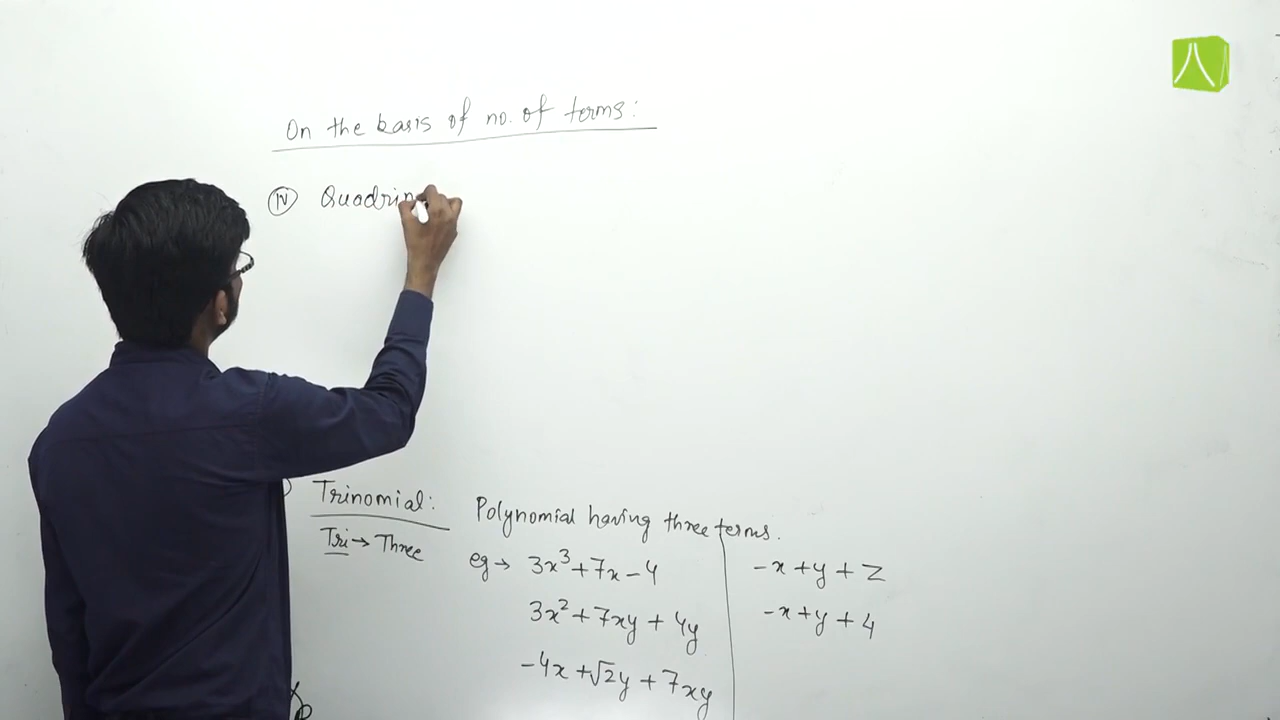 On the basis of no. of terms:
(IV) Quadrin
Trinomial: Polynomial having three terms.
Tri → Three
eg → 3x³ + 7x - 4
-x + y + z
3x² + 7xy + 4y
-x + y + 4
-4x + √2y + 7xy